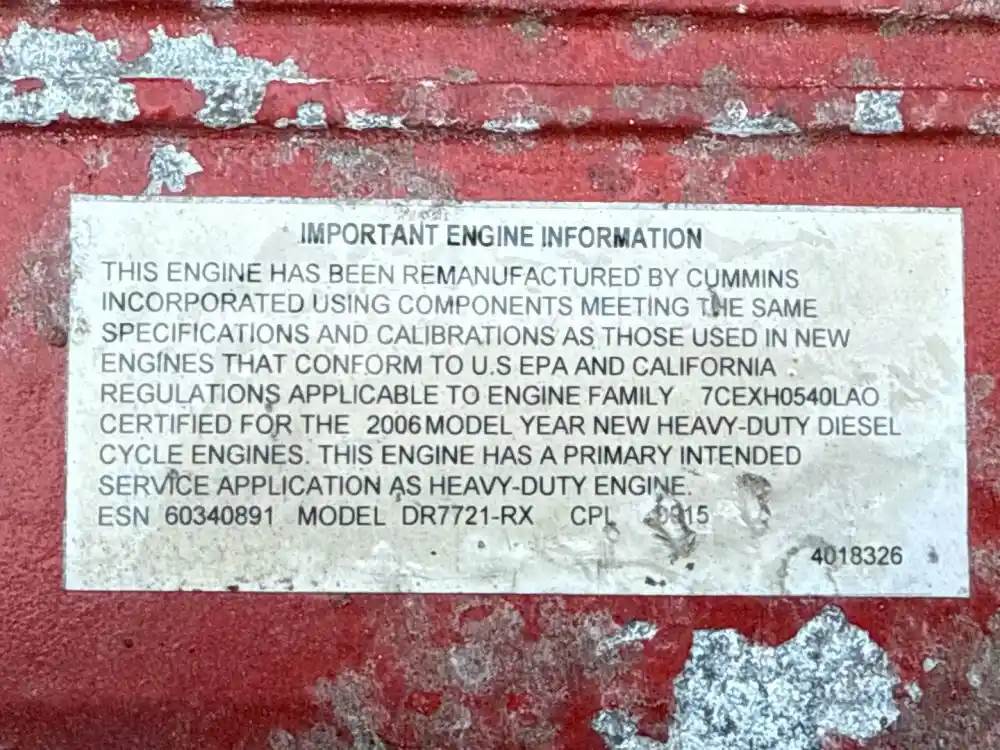 IMPORTANT ENGINE INFORMATION
THIS ENGINE HAS BEEN REMANUFACTURED BY CUMMINS
INCORPORATED USING COMPONENTS MEETING THE SAME
SPECIFICATIONS AND CALIBRATIONS AS THOSE USED IN NEW
ENGINES THAT CONFORM TO U.S EPA AND CALIFORNIA
REGULATIONS APPLICABLE TO ENGINE FAMILY 7CEXH0540LAO
CERTIFIED FOR THE 2006 MODEL YEAR NEW HEAVY-DUTY DIESEL
CYCLE ENGINES. THIS ENGINE HAS A PRIMARY INTENDED
SERVICE APPLICATION AS HEAVY-DUTY ENGINE.
ESN 60340891 MODEL DR7721-RX CPL
4018326